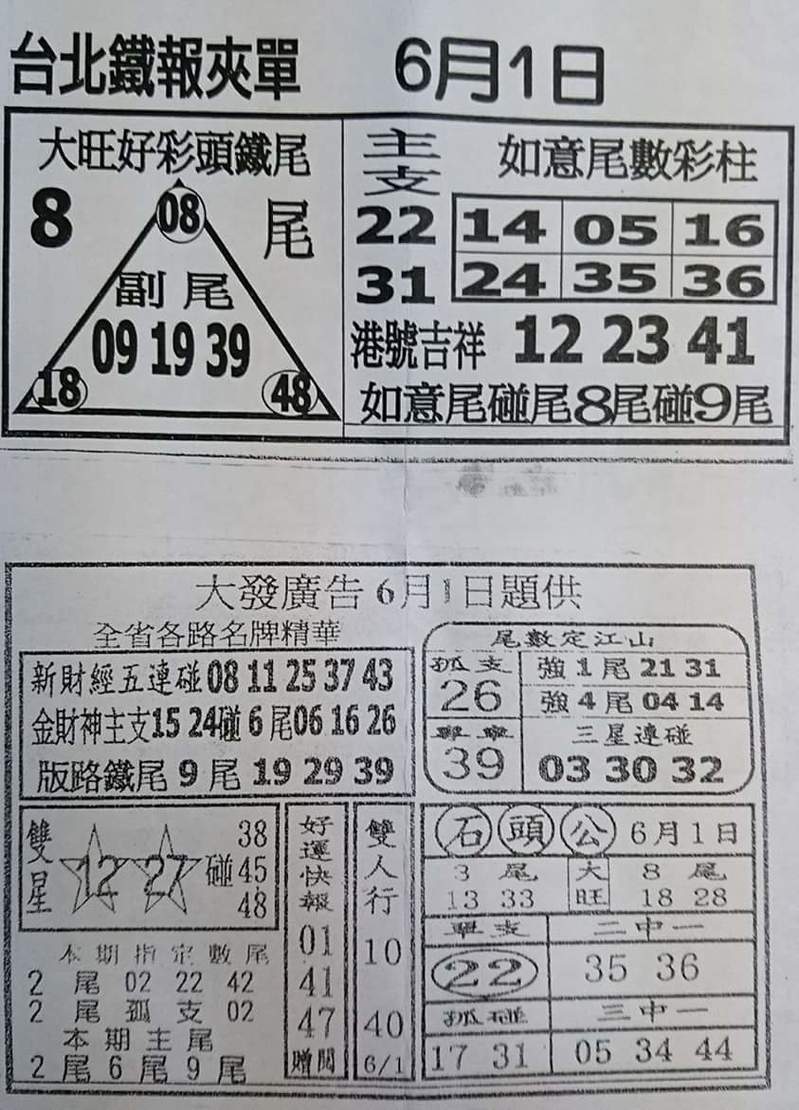 台北鐵報夾單 6月1日
大旺好彩頭鐵尾
8 08 尾
副尾
09 19 39
18 48
主支 如意尾數彩柱
22 14 05 16
31 24 35 36
港號吉祥 12 23 41
如意尾碰尾8尾碰9尾
大發廣告6月1日題供
全省各路名牌精華
新財經五連碰08 11 25 37 43
金財神主支15 24碰6尾06 16 26
版路鐵尾9尾 19 29 39
尾數定江山
孤支 強1尾21 31
26 強4尾04 14
單章 三星連碰
39 03 30 32
雙星 12 27 碰 38 45 48
本期指定數尾
2尾 02 22 42
2尾孤支02
本期主尾
2尾6尾9尾
好運快報
01
41
47
贈閱
雙人行
10
40
6/1
石頭公 6月1日
3尾 大旺 8尾
13 33 18 28
單支 二中一
22 35 36
孤碰 三中一
17 31 05 34 44